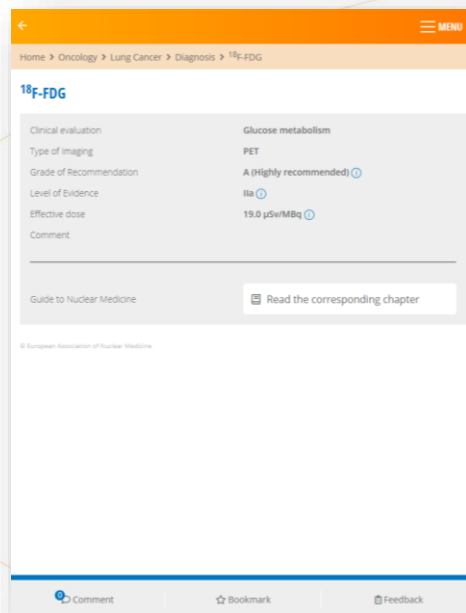 MENU
Home > Oncology > Lung Cancer > Diagnosis > ¹⁸F-FDG
¹⁸F-FDG
Clinical evaluation Glucose metabolism
Type of Imaging PET
Grade of Recommendation A (Highly recommended)
Level of Evidence IIa
Effective dose 19.0 µSv/MBq
Comment
Guide to Nuclear Medicine Read the corresponding chapter
© European Association of Nuclear Medicine
0 Comment Bookmark Feedback